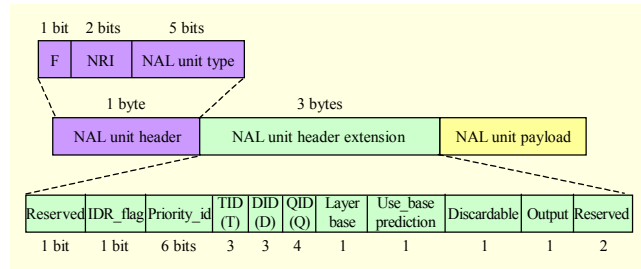 1 bit 2 bits 5 bits
F NRI NAL unit type
1 byte 3 bytes
NAL unit header NAL unit header extension NAL unit payload
Reserved IDR_flag Priority_id TID (T) DID (D) QID (Q) Layer base Use_base prediction Discardable Output Reserved
1 bit 1 bit 6 bits 3 3 4 1 1 1 1 2